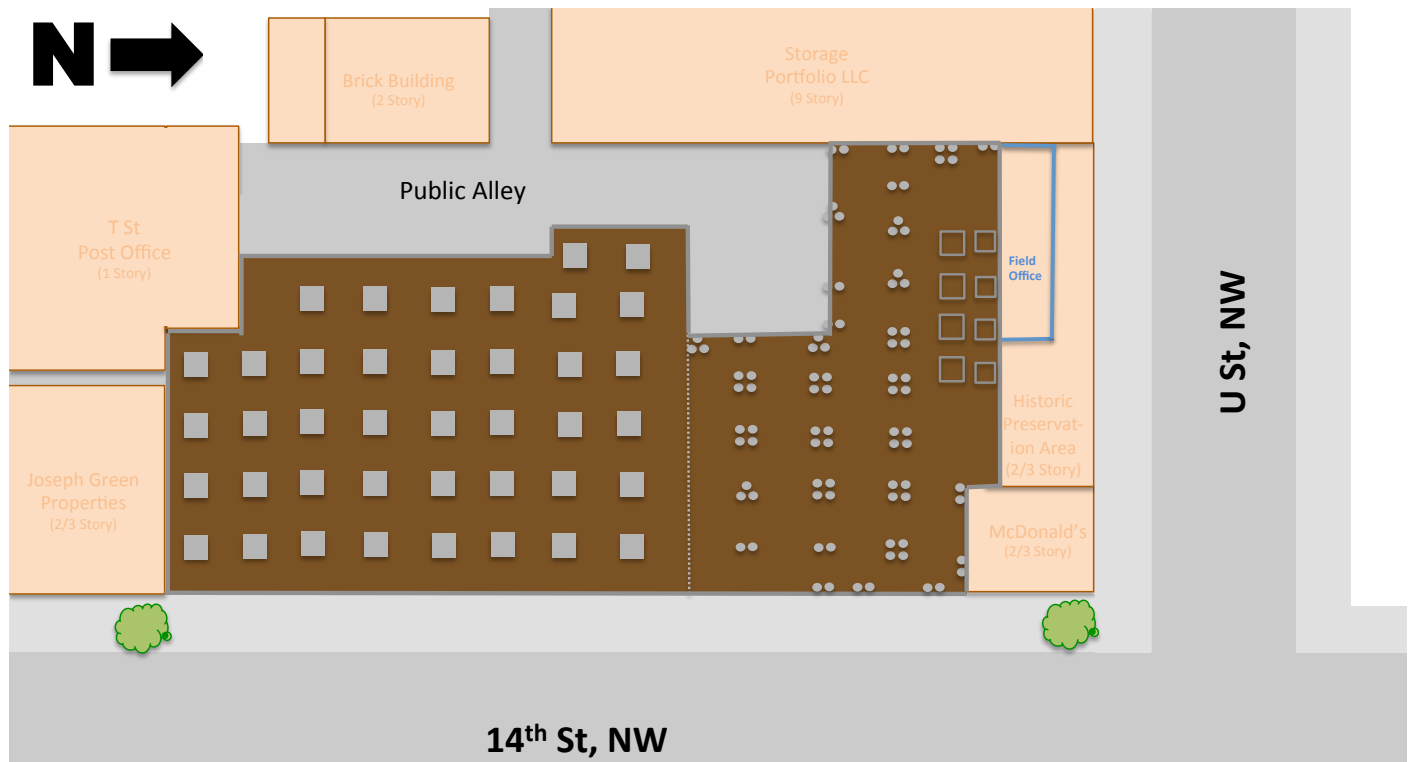 N
Brick Building
(2 Story)
Storage
Portfolio LLC
(9 Story)
Public Alley
T St
Post Office
(1 Story)
Field
Office
U St, NW
Historic
Preservat-
ion Area
(2/3 Story)
Joseph Green
Properties
(2/3 Story)
McDonald's
(2/3 Story)
14th St, NW